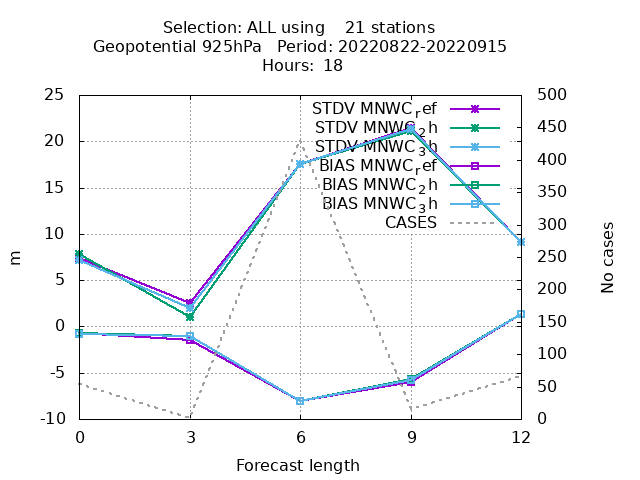 Selection: ALL using    21 stations
Geopotential 925hPa   Period: 20220822-20220915
Hours: 18
25
20
15
10
5
0
-5
-10
500
450
400
350
300
250
200
150
100
50
0
STDV MNWC_ref
STDV MNWC_2h
STDV MNWC_3h
BIAS MNWC_ref
BIAS MNWC_2h
BIAS MNWC_3h
CASES
m
No cases
0 3 6 9 12
Forecast length